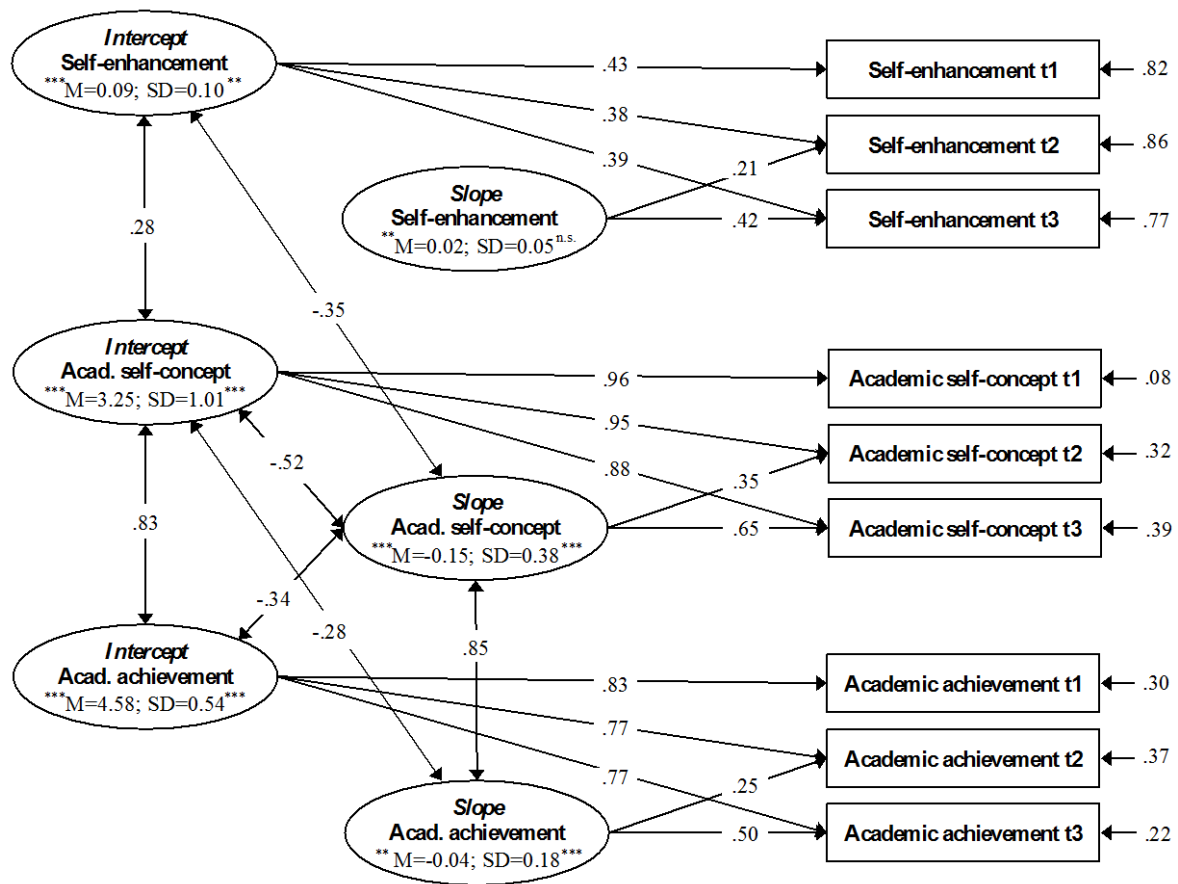 Intercept
Self-enhancement
***M=0.09; SD=0.10**
.43
Self-enhancement t1
.82
.38
Self-enhancement t2
.86
.39
.21
Slope
Self-enhancement
**M=0.02; SD=0.05n.s.
.42
Self-enhancement t3
.77
.28
-.35
Intercept
Acad. self-concept
***M=3.25; SD=1.01***
.96
Academic self-concept t1
.08
.95
Academic self-concept t2
.32
-.52
.88
.35
Slope
Acad. self-concept
***M=-0.15; SD=0.38***
.65
Academic self-concept t3
.39
.83
-.34
-.28
.85
Intercept
Acad. achievement
***M=4.58; SD=0.54***
.83
Academic achievement t1
.30
.77
Academic achievement t2
.37
.77
.25
Slope
Acad. achievement
**M=-0.04; SD=0.18***
.50
Academic achievement t3
.22